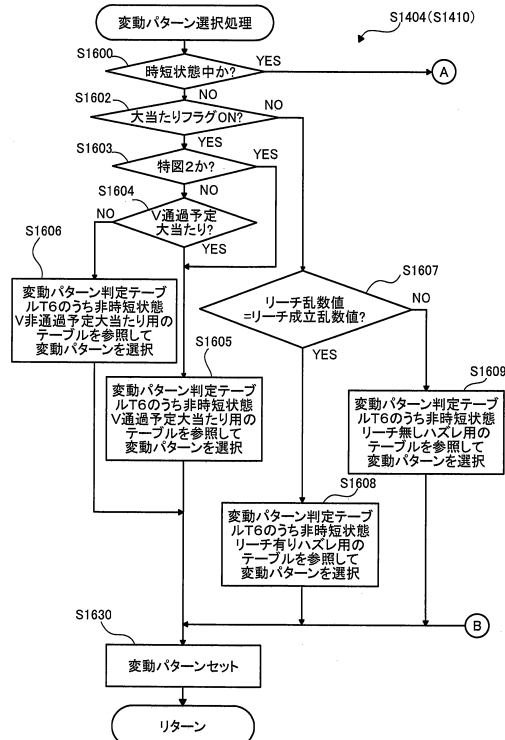 変動パターン選択処理
S1404(S1410)
S1600
時短状態中か?
YES
A
NO
S1602
大当たりフラグON?
NO
YES
S1603
特図2か?
YES
NO
S1604
V通過予定
大当たり?
NO
YES
S1606
変動パターン判定テーブ
ルT6のうち非時短状態
V非通過予定大当たり用の
テーブルを参照して
変動パターンを選択
S1605
変動パターン判定テーブ
ルT6のうち非時短状態
V通過予定大当たり用の
テーブルを参照して
変動パターンを選択
S1607
リーチ乱数値
=リーチ成立乱数値?
NO
YES
S1609
変動パターン判定テーブ
ルT6のうち非時短状態
リーチ無しハズレ用の
テーブルを参照して
変動パターンを選択
S1608
変動パターン判定テーブ
ルT6のうち非時短状態
リーチ有りハズレ用の
テーブルを参照して
変動パターンを選択
B
S1630
変動パターンセット
リターン